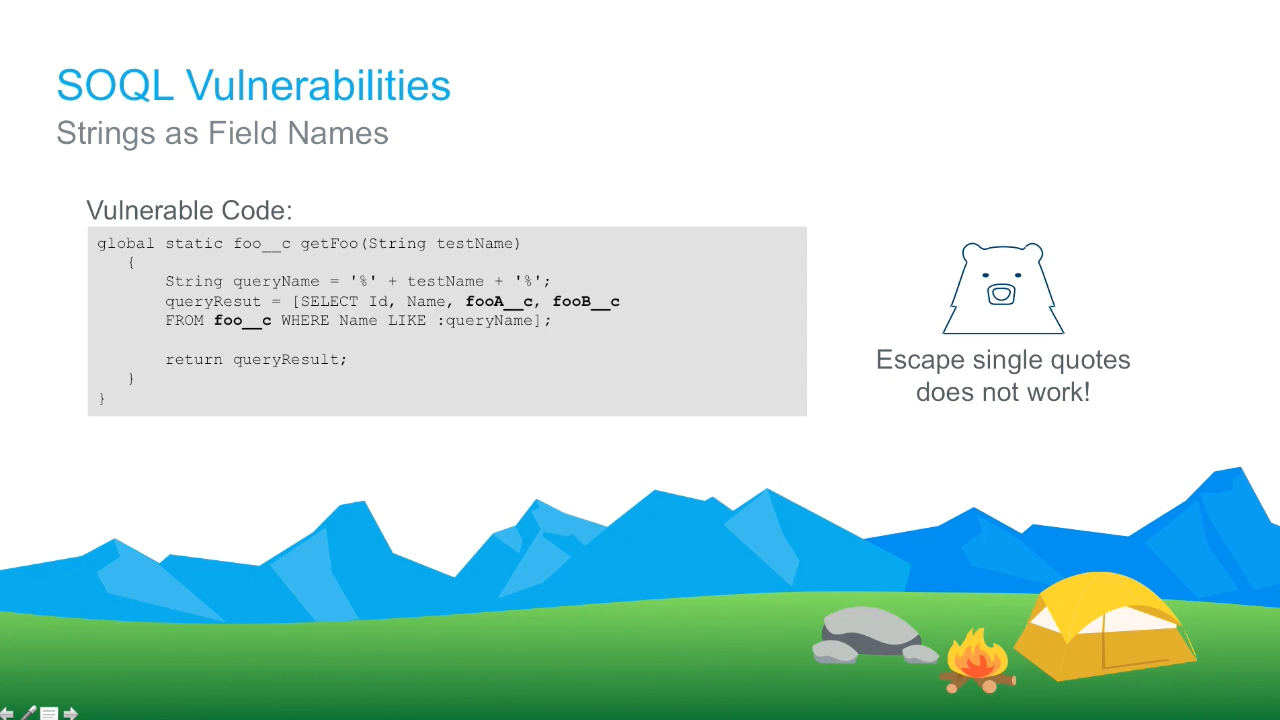 SOQL Vulnerabilities
Strings as Field Names
Vulnerable Code:
global static foo__c getFoo(String testName)
{
String queryName = '%' + testName + '%';
queryResut = [SELECT Id, Name, fooA__c, fooB__c
FROM foo__c WHERE Name LIKE :queryName];
return queryResult;
}
}
Escape single quotes
does not work!